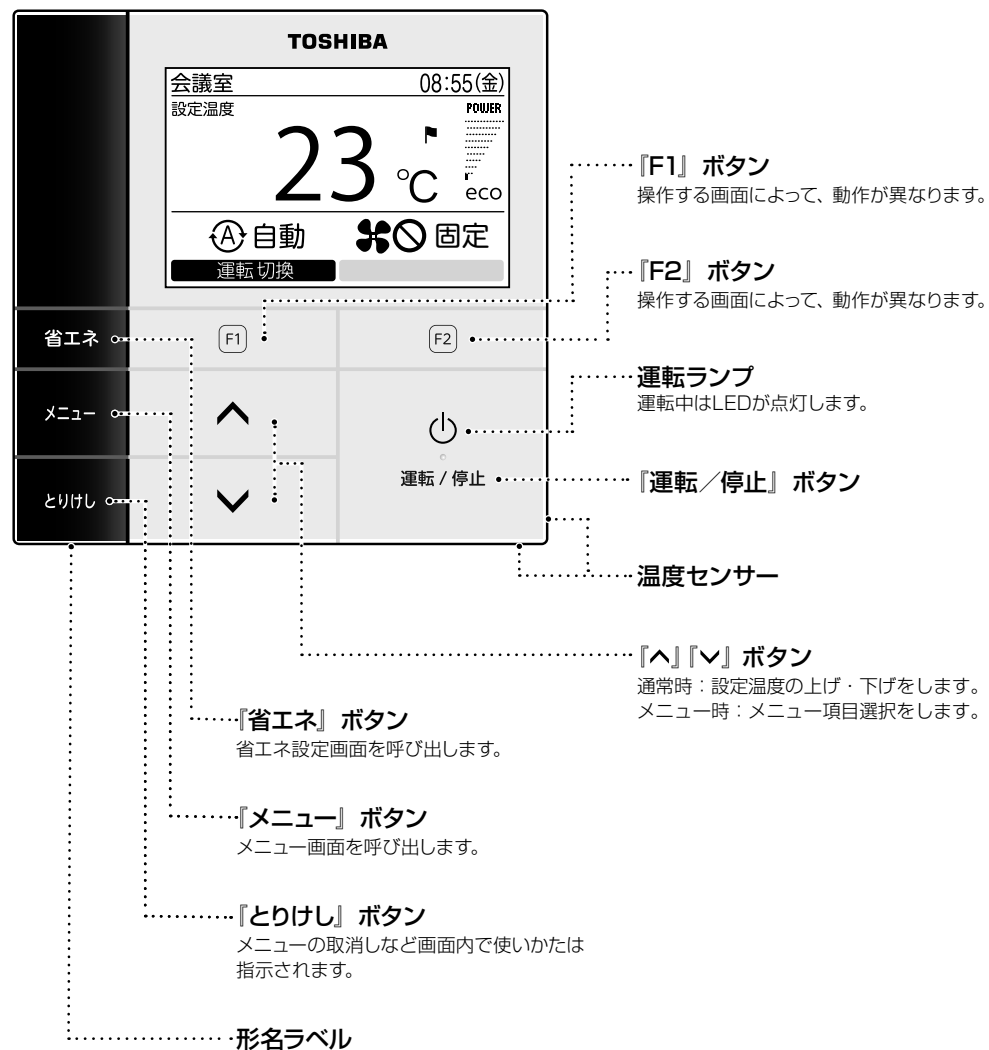 TOSHIBA
会議室 08:55(金)
設定温度 POWER
23 °C
eco
Ⓐ 自動 固定
運転切換
省エネ F1 F2
メニュー
運転 / 停止
とりけし
『F1』ボタン
操作する画面によって、動作が異なります。
『F2』ボタン
操作する画面によって、動作が異なります。
運転ランプ
運転中はLEDが点灯します。
『運転／停止』ボタン
温度センサー
『∧』『∨』ボタン
通常時：設定温度の上げ・下げをします。
メニュー時：メニュー項目選択をします。
『省エネ』ボタン
省エネ設定画面を呼び出します。
『メニュー』ボタン
メニュー画面を呼び出します。
『とりけし』ボタン
メニューの取消しなど画面内で使いかたは
指示されます。
形名ラベル